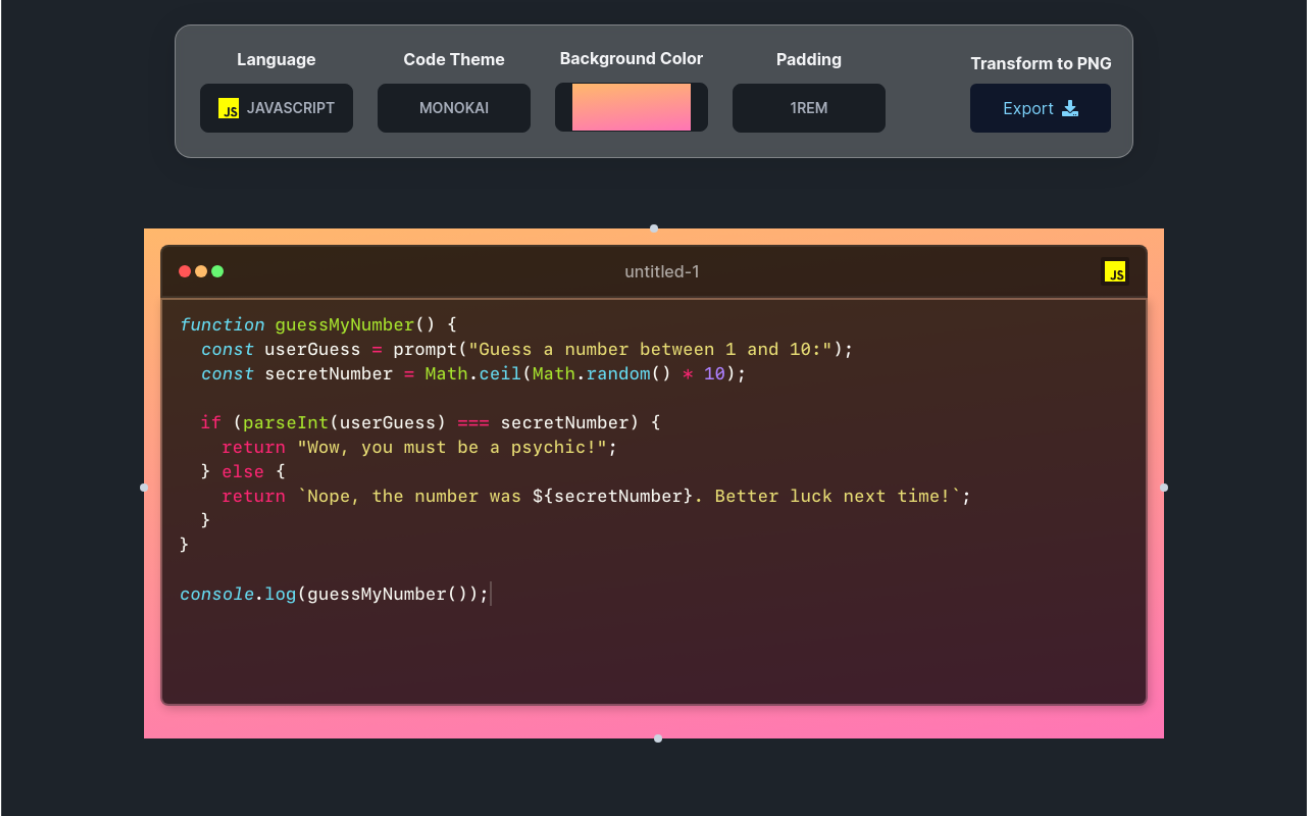 Language
Code Theme
Background Color
Padding
Transform to PNG
JS JAVASCRIPT
MONOKAI
1REM
Export
untitled-1
JS
function guessMyNumber() {
  const userGuess = prompt("Guess a number between 1 and 10:");
  const secretNumber = Math.ceil(Math.random() * 10);

  if (parseInt(userGuess) === secretNumber) {
    return "Wow, you must be a psychic!";
  } else {
    return `Nope, the number was ${secretNumber}. Better luck next time!`;
  }
}

console.log(guessMyNumber());